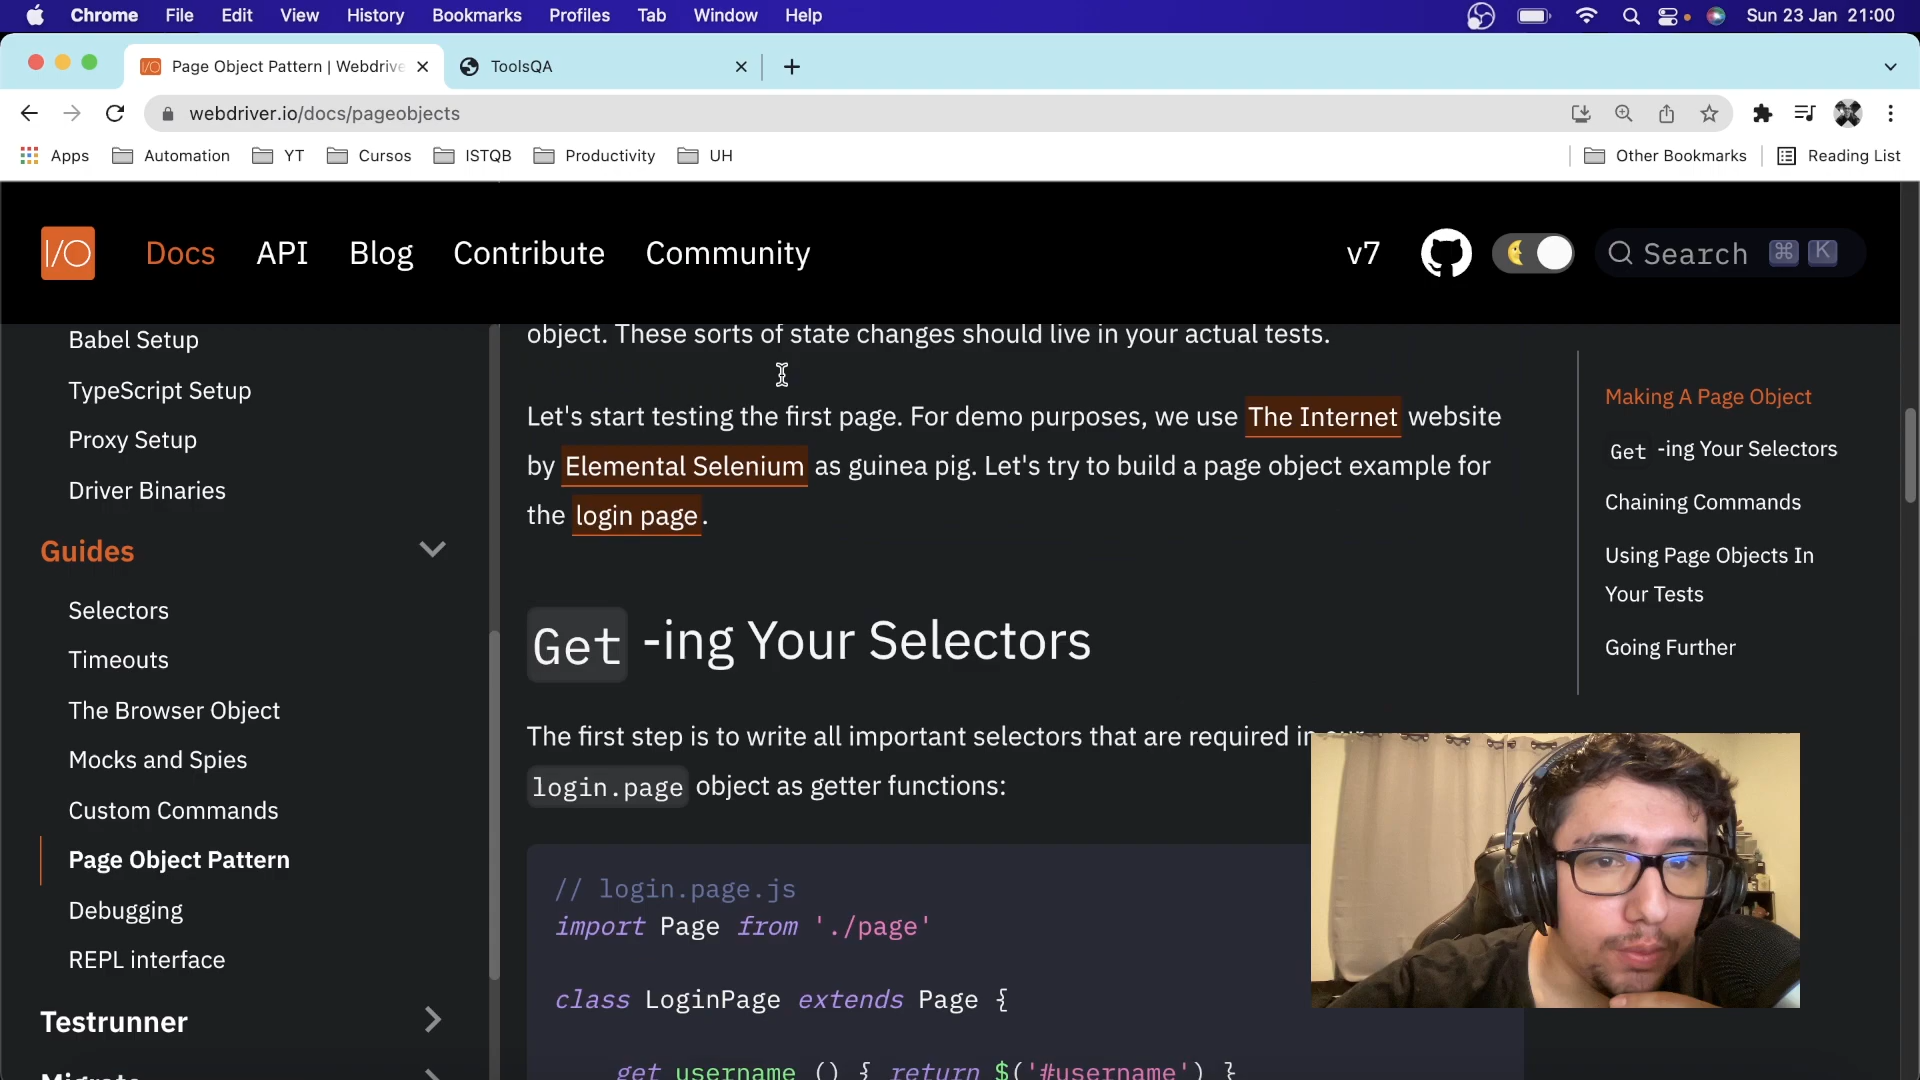 Chrome File Edit View History Bookmarks Profiles Tab Window Help Sun 23 Jan 21:00
Page Object Pattern | Webdrive ToolsQA
webdriver.io/docs/pageobjects
Apps Automation YT Cursos ISTQB Productivity UH Other Bookmarks Reading List
I/O Docs API Blog Contribute Community v7 Search ⌘ K
Babel Setup
TypeScript Setup
Proxy Setup
Driver Binaries
Guides
Selectors
Timeouts
The Browser Object
Mocks and Spies
Custom Commands
Page Object Pattern
Debugging
REPL interface
Testrunner
Migrate
object. These sorts of state changes should live in your actual tests.
Let's start testing the first page. For demo purposes, we use The Internet website
by Elemental Selenium as guinea pig. Let's try to build a page object example for
the login page.
Get -ing Your Selectors
The first step is to write all important selectors that are required in our
login.page object as getter functions:
// login.page.js
import Page from './page'
class LoginPage extends Page {
get username () { return $('#username') }
Making A Page Object
Get -ing Your Selectors
Chaining Commands
Using Page Objects In
Your Tests
Going Further